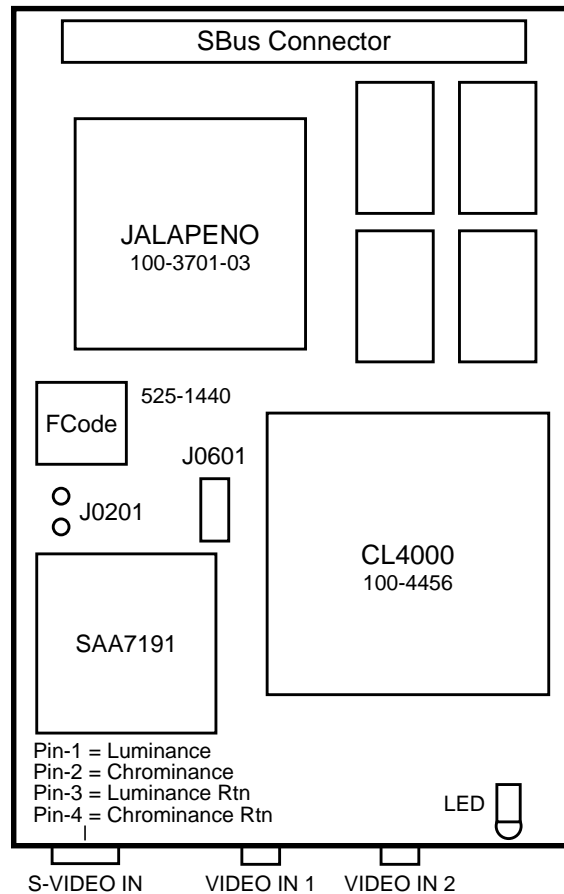 SBus Connector
JALAPENO
100-3701-03
525-1440
FCode
J0601
J0201
CL4000
100-4456
SAA7191
Pin-1 = Luminance
Pin-2 = Chrominance
Pin-3 = Luminance Rtn
Pin-4 = Chrominance Rtn
LED
S-VIDEO IN
VIDEO IN 1
VIDEO IN 2